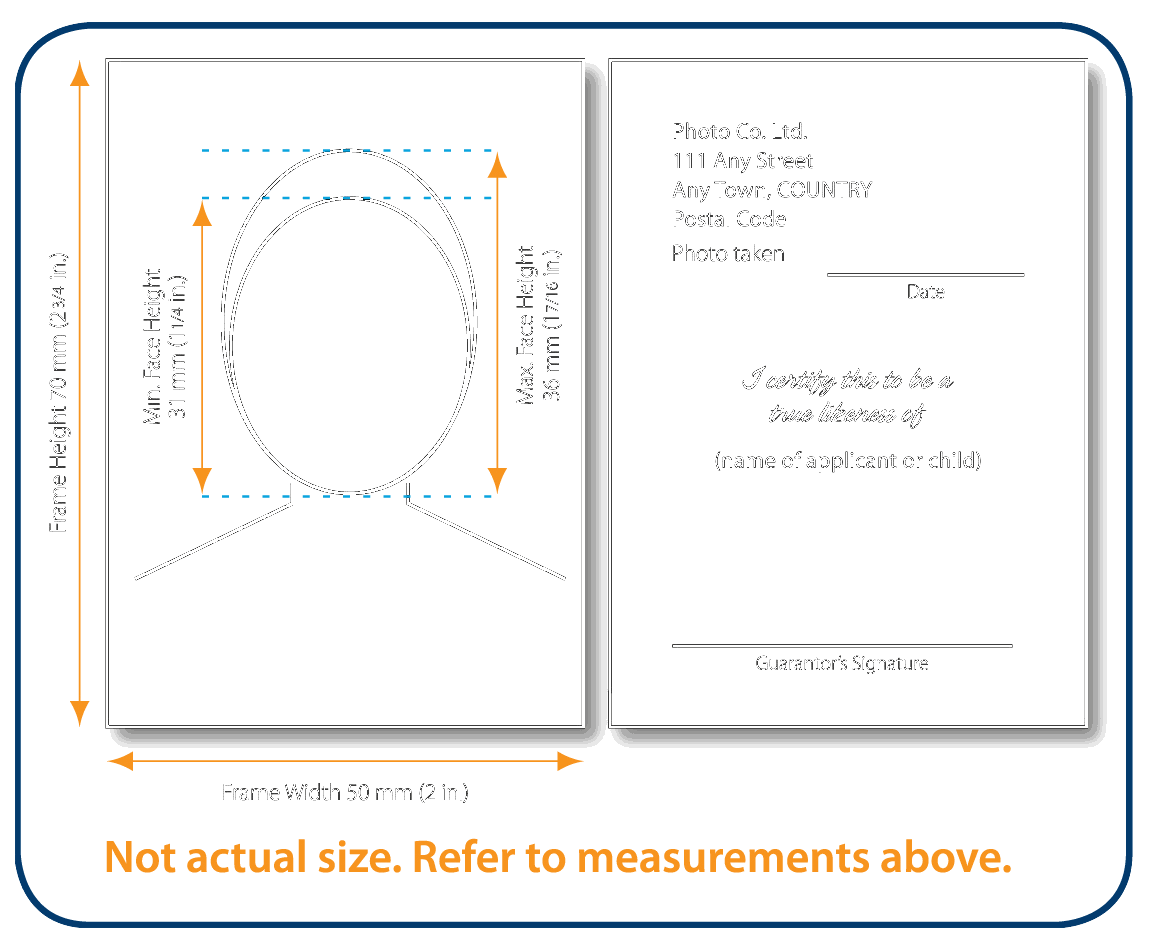 Frame Height 70 mm (2 3/4 in.)
Min. Face Height
31 mm (1 1/4 in.)
Max. Face Height
36 mm (1 7/16 in.)
Frame Width 50 mm (2 in.)
Photo Co. Ltd.
111 Any Street
Any Town, COUNTRY
Postal Code
Photo taken
Date
I certify this to be a
true likeness of
(name of applicant or child)
Guarantor's Signature
Not actual size. Refer to measurements above.